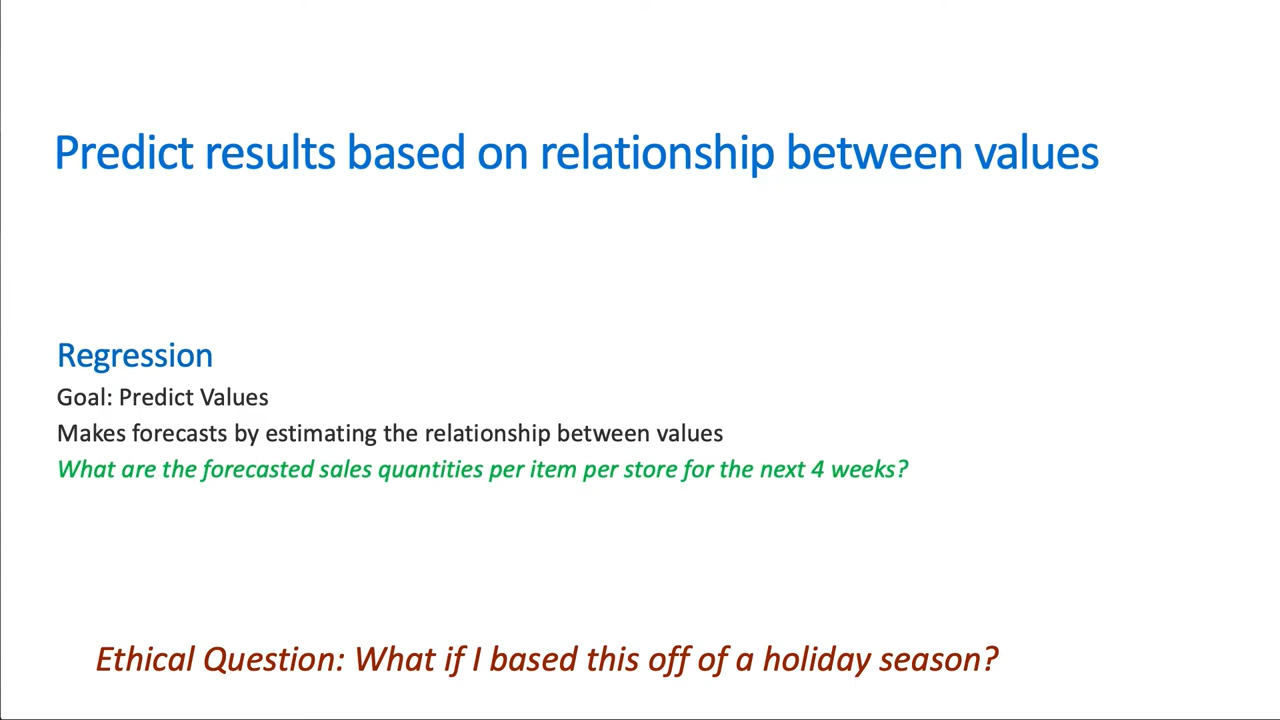 Predict results based on relationship between values
Regression
Goal: Predict Values
Makes forecasts by estimating the relationship between values
What are the forecasted sales quantities per item per store for the next 4 weeks?
Ethical Question: What if I based this off of a holiday season?